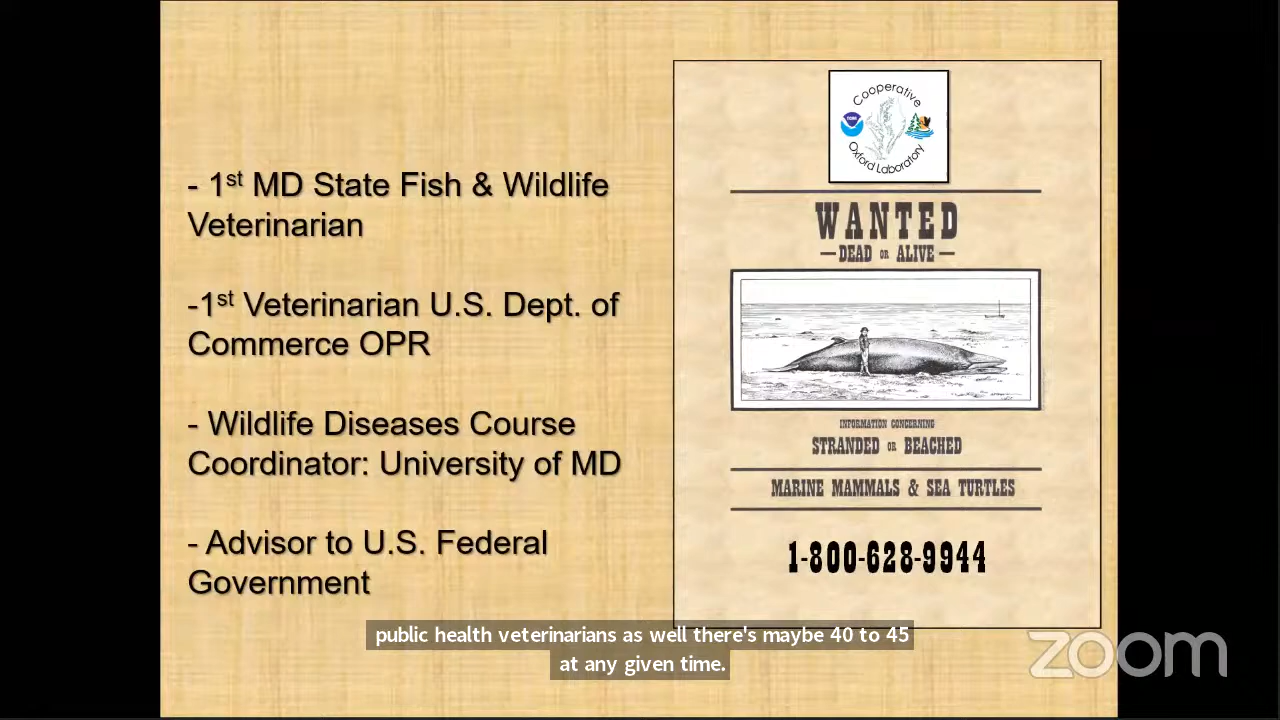 - 1st MD State Fish & Wildlife
Veterinarian
-1st Veterinarian U.S. Dept. of
Commerce OPR
- Wildlife Diseases Course
Coordinator: University of MD
- Advisor to U.S. Federal
Government
Cooperative
Oxford Laboratory
WANTED
DEAD OR ALIVE
INFORMATION CONCERNING
STRANDED OR BEACHED
MARINE MAMMALS & SEA TURTLES
1-800-628-9944
public health veterinarians as well there's maybe 40 to 45
at any given time.
zoom